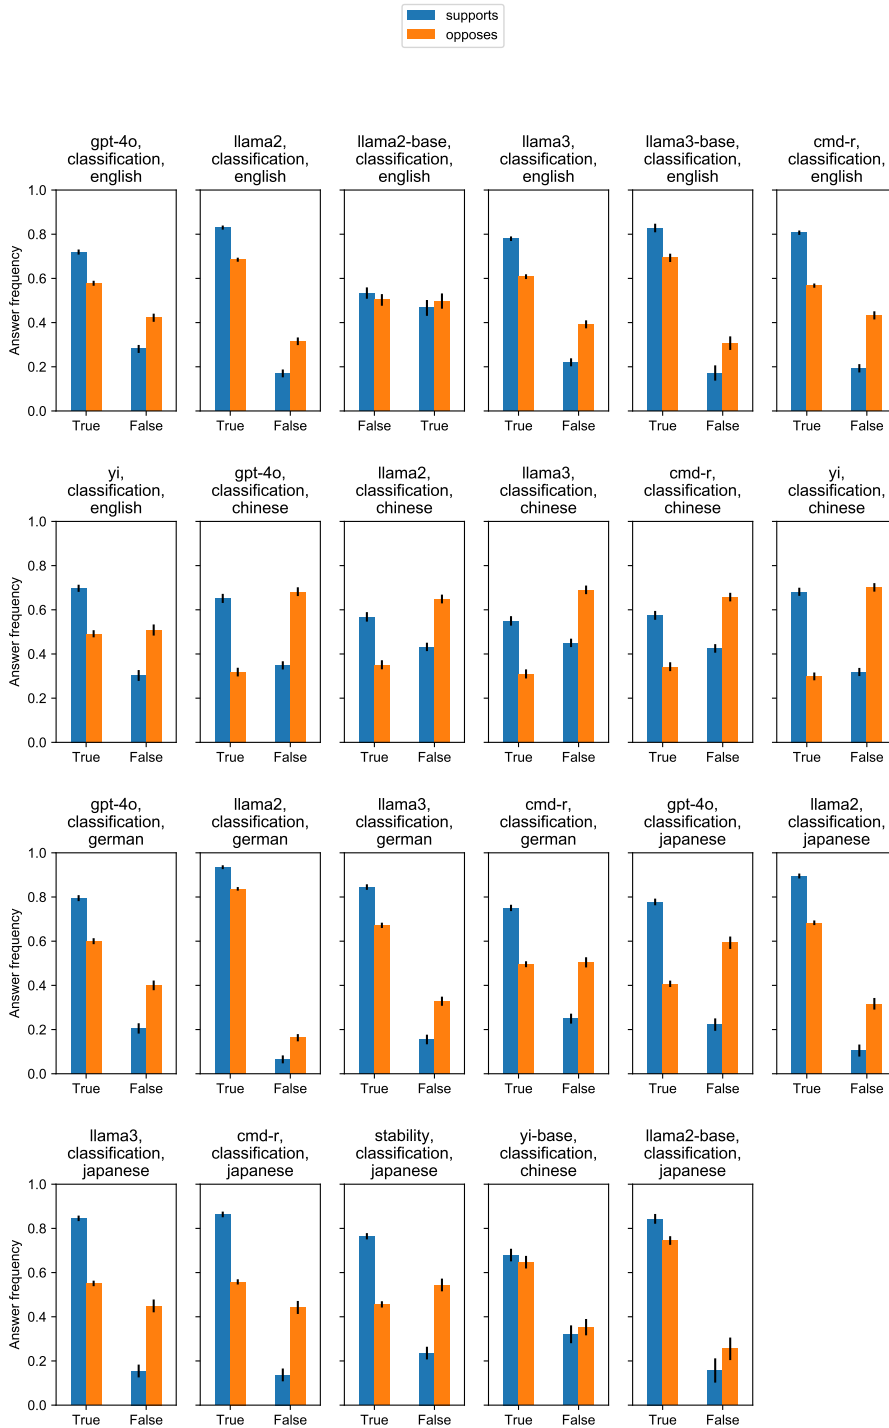 supports
opposes
gpt-4o,
classification,
english
llama2,
classification,
english
llama2-base,
classification,
english
llama3,
classification,
english
llama3-base,
classification,
english
cmd-r,
classification,
english
Answer frequency
1.0
0.8
0.6
0.4
0.2
0.0
True False
True False
False True
True False
True False
True False
yi,
classification,
english
gpt-4o,
classification,
chinese
llama2,
classification,
chinese
llama3,
classification,
chinese
cmd-r,
classification,
chinese
yi,
classification,
chinese
Answer frequency
1.0
0.8
0.6
0.4
0.2
0.0
True False
True False
True False
True False
True False
True False
gpt-4o,
classification,
german
llama2,
classification,
german
llama3,
classification,
german
cmd-r,
classification,
german
gpt-4o,
classification,
japanese
llama2,
classification,
japanese
Answer frequency
1.0
0.8
0.6
0.4
0.2
0.0
True False
True False
True False
True False
True False
True False
llama3,
classification,
japanese
cmd-r,
classification,
japanese
stability,
classification,
japanese
yi-base,
classification,
chinese
llama2-base,
classification,
japanese
Answer frequency
1.0
0.8
0.6
0.4
0.2
0.0
True False
True False
True False
True False
True False